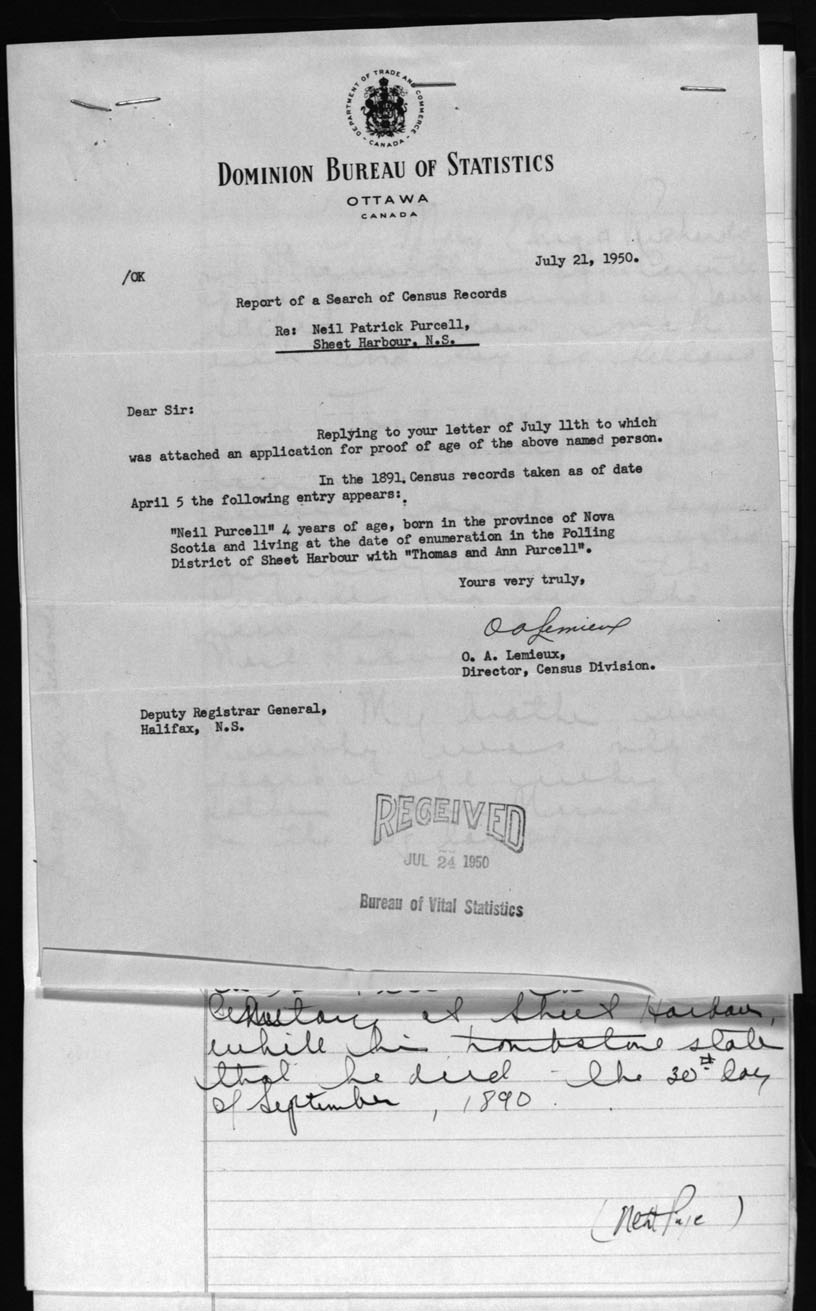 DEPARTMENT OF TRADE AND COMMERCE - CANADA -
DOMINION BUREAU OF STATISTICS
OTTAWA
CANADA
July 21, 1950.
/OK
Report of a Search of Census Records
Re: Neil Patrick Purcell,
Sheet Harbour, N.S.
Dear Sir:
Replying to your letter of July 11th to which
was attached an application for proof of age of the above named person.
In the 1891. Census records taken as of date
April 5 the following entry appears:.
"Neil Purcell" 4 years of age, born in the province of Nova
Scotia and living at the date of enumeration in the Polling
District of Sheet Harbour with "Thomas and Ann Purcell".
Yours very truly,
O A Lemieux
O. A. Lemieux,
Director, Census Division.
Deputy Registrar General,
Halifax, N.S.
RECEIVED
JUL 24 1950
Bureau of Vital Statistics
at Sheet Harbour,
while his tombstone state
that he died - the 30th day
of September, 1890.
(Next Page)